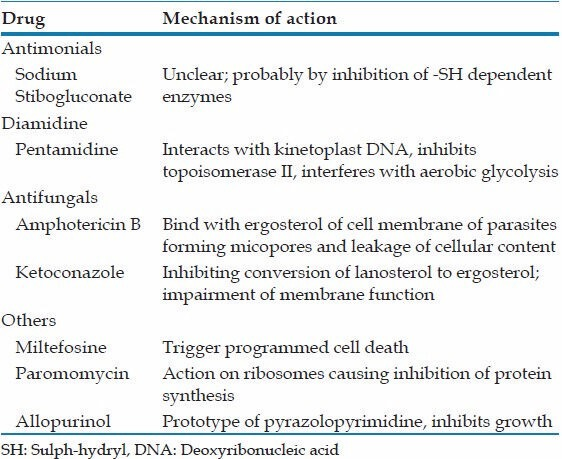 Drug Mechanism of action
Antimonials
Sodium Unclear; probably by inhibition of -SH dependent
Stibogluconate enzymes
Diamidine
Pentamidine Interacts with kinetoplast DNA, inhibits
topoisomerase II, interferes with aerobic glycolysis
Antifungals
Amphotericin B Bind with ergosterol of cell membrane of parasites
forming micopores and leakage of cellular content
Ketoconazole Inhibiting conversion of lanosterol to ergosterol;
impairment of membrane function
Others
Miltefosine Trigger programmed cell death
Paromomycin Action on ribosomes causing inhibition of protein
synthesis
Allopurinol Prototype of pyrazolopyrimidine, inhibits growth
SH: Sulph-hydryl, DNA: Deoxyribonucleic acid